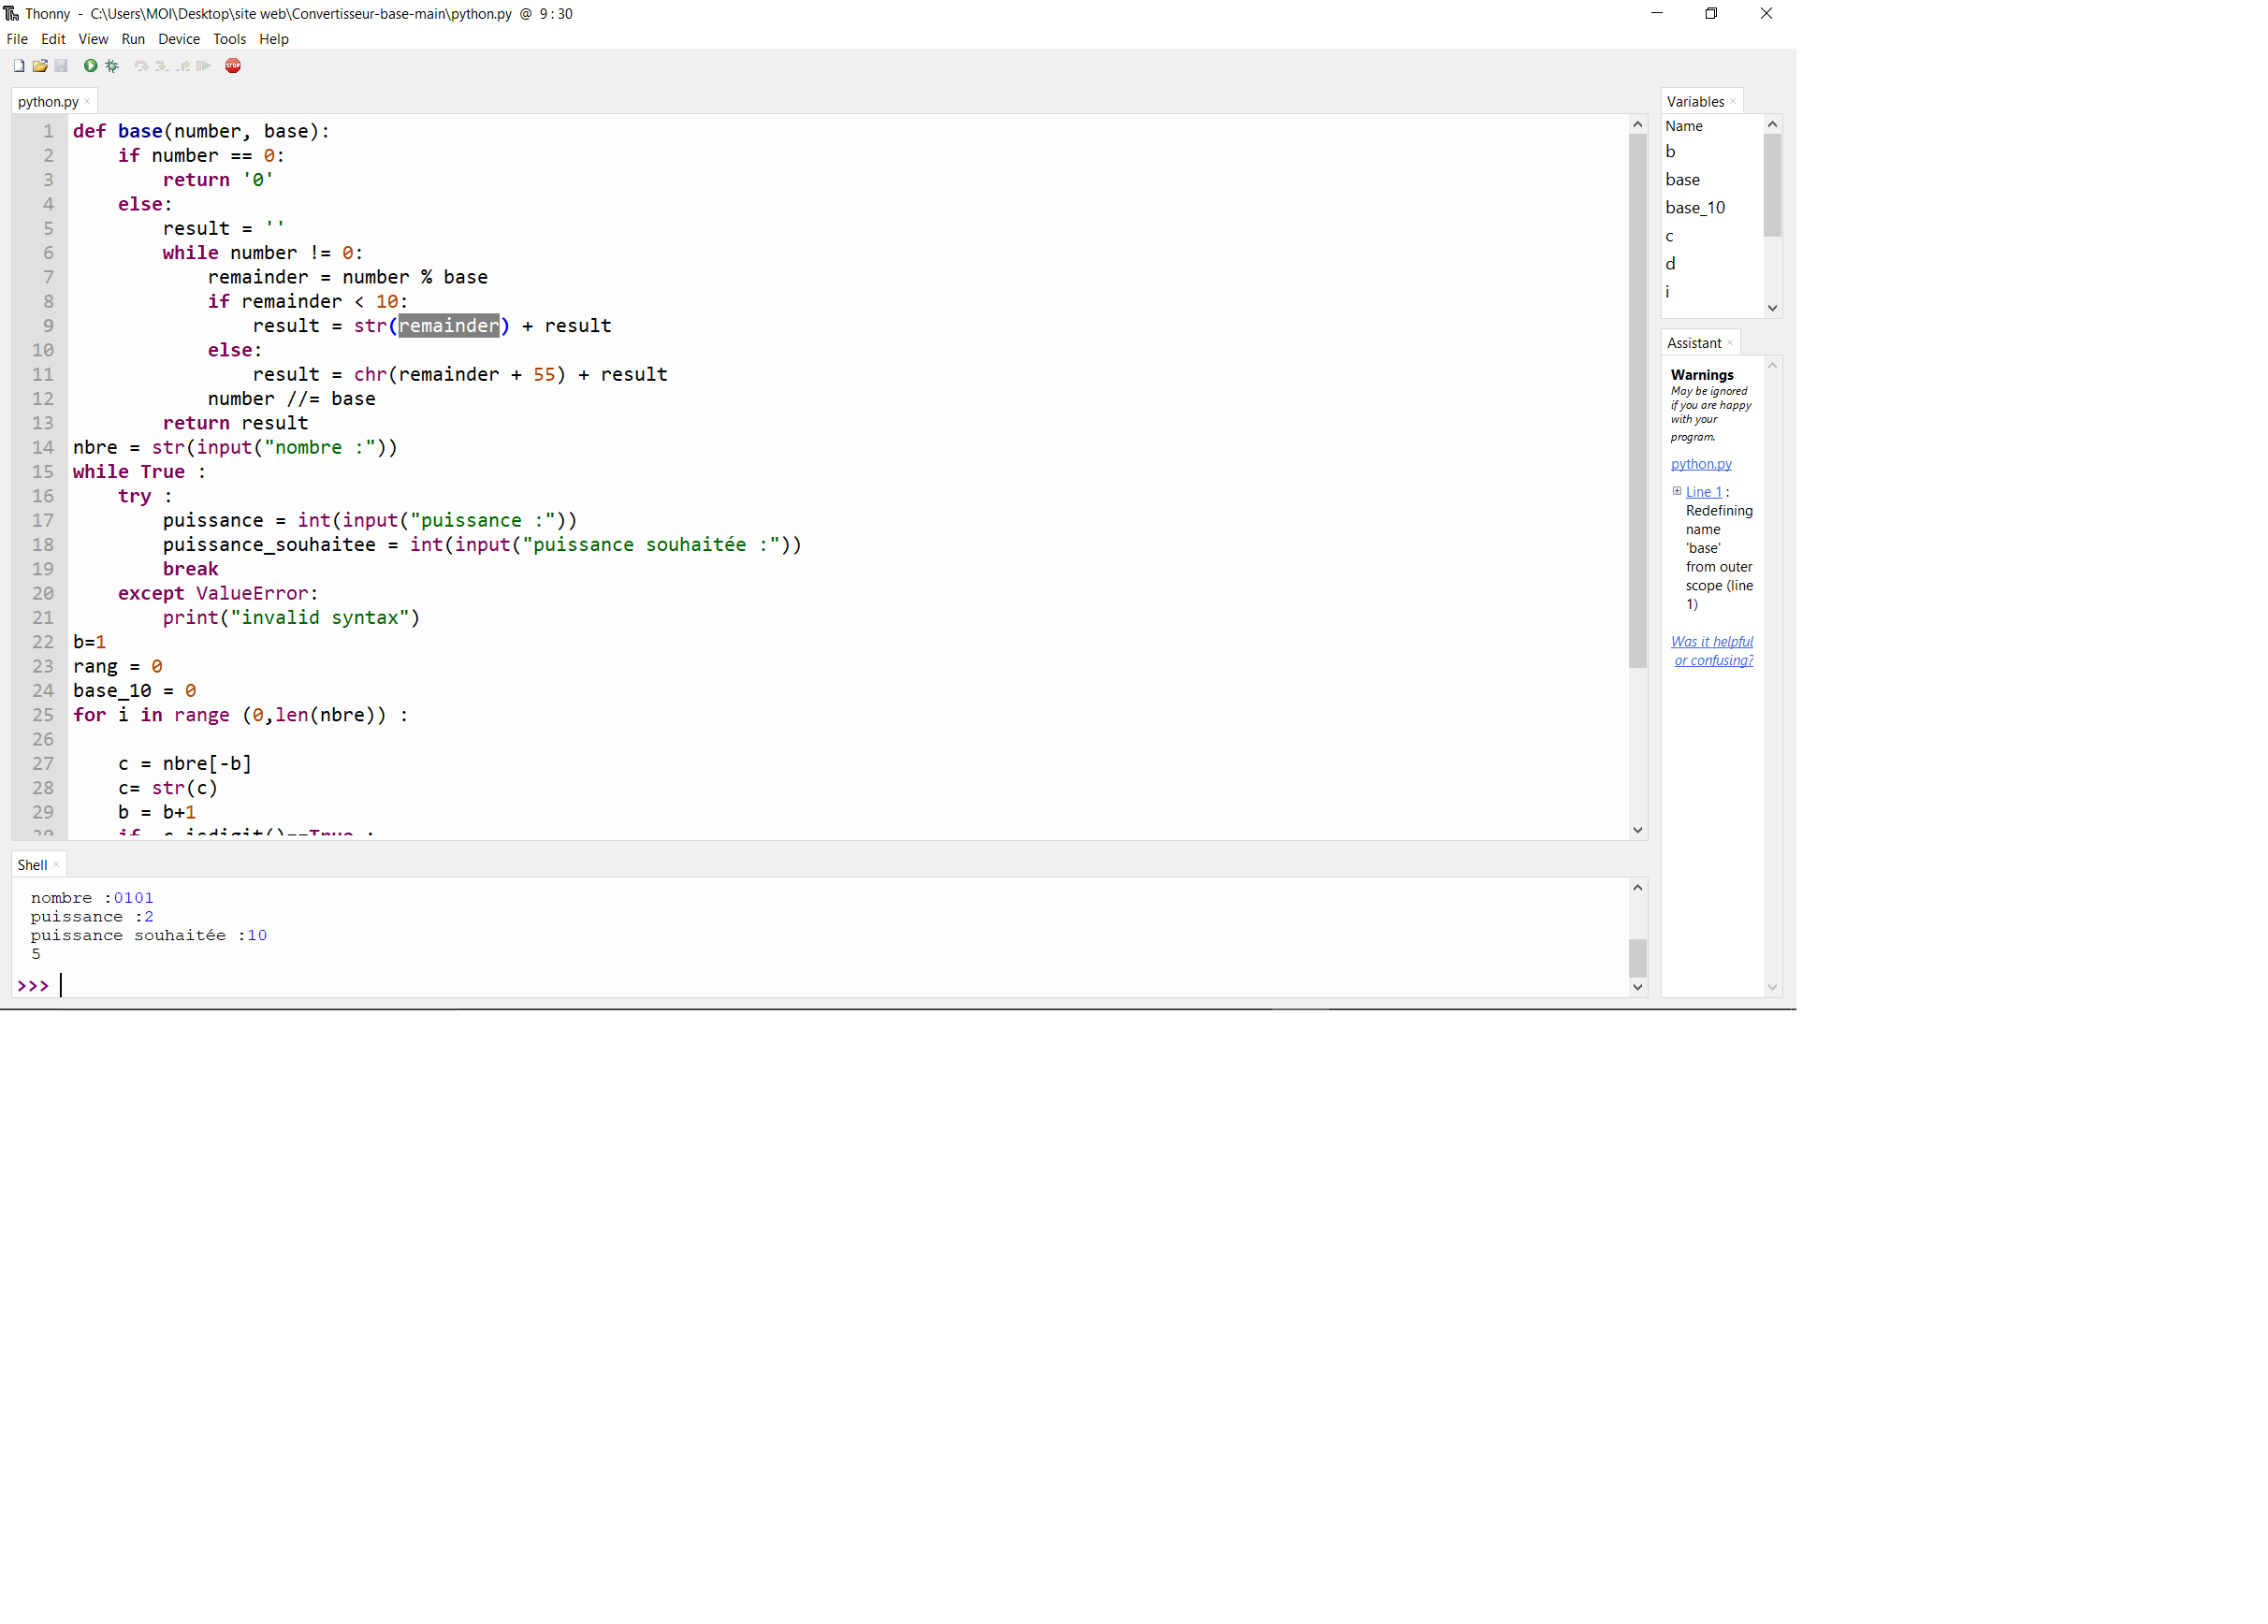 Thonny - C:\Users\MOI\Desktop\site web\Convertisseur-base-main\python.py @ 9:30
File Edit View Run Device Tools Help
STOP
python.py
1 def base(number, base):
2     if number == 0:
3         return '0'
4     else:
5         result = ''
6         while number != 0:
7             remainder = number % base
8             if remainder < 10:
9                 result = str(remainder) + result
10             else:
11                 result = chr(remainder + 55) + result
12             number //= base
13         return result
14 nbre = str(input("nombre :"))
15 while True :
16     try :
17         puissance = int(input("puissance :"))
18         puissance_souhaitee = int(input("puissance souhaitée :"))
19         break
20     except ValueError:
21         print("invalid syntax")
22 b=1
23 rang = 0
24 base_10 = 0
25 for i in range (0,len(nbre)) :
26
27     c = nbre[-b]
28     c= str(c)
29     b = b+1
30     if c.isdigit()==True :
Shell
nombre :0101
puissance :2
puissance souhaitée :10
5
>>>
Variables
Name
b
base
base_10
c
d
i
Assistant
Warnings
May be ignored
if you are happy
with your
program.
python.py
Line 1 :
Redefining
name
'base'
from outer
scope (line
1)
Was it helpful
or confusing?